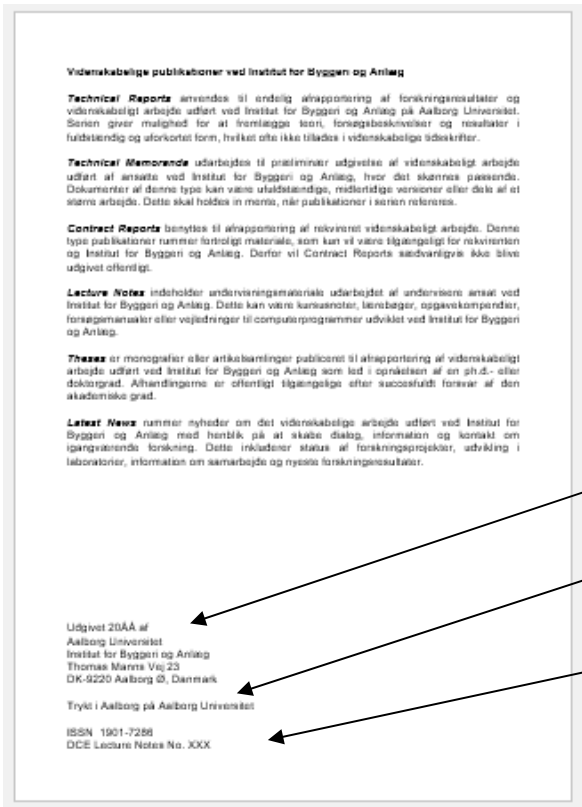 Videnskabelige publikationer ved Institut for Byggeri og Anlæg
Technical Reports anvendes til endelig afrapportering af forskningsresultater og
videnskabeligt arbejde udført ved Institut for Byggeri og Anlæg på Aalborg Universitet.
Serien giver mulighed for at fremlægge teori, forsøgsbeskrivelser og resultater i
fuldstændig og uforkortet form, hvilket ofte ikke tillades i videnskabelige tidsskrifter.
Technical Memoranda udarbejdes til præliminær udgivelse af videnskabeligt arbejde
udført af ansatte ved Institut for Byggeri og Anlæg, hvor det skønnes passende.
Dokumenter af denne type kan være ufuldstændige, midlertidige versioner eller dele af et
større arbejde. Dette skal holdes in mente, når publikationer i serien refereres.
Contract Reports benyttes til afrapportering af rekvireret videnskabeligt arbejde. Denne
type publikationer rummer fortroligt materiale, som kun vil være tilgængeligt for rekvirenten
og Institut for Byggeri og Anlæg. Derfor vil Contract Reports sædvanligvis ikke blive
udgivet offentligt.
Lecture Notes indeholder undervisningsmateriale udarbejdet af undervisere ansat ved
Institut for Byggeri og Anlæg. Dette kan være kursusnoter, lærebøger, opgavekompendier,
forsøgsmanualer eller vejledninger til computerprogrammer udviklet ved Institut for Byggeri
og Anlæg.
Theses er monografier eller artikelsamlinger publiceret til afrapportering af videnskabeligt
arbejde udført ved Institut for Byggeri og Anlæg som led i opnåelsen af en ph.d.- eller
doktorgrad. Afhandlingerne er offentligt tilgængelige efter succesfuldt forsvar af den
akademiske grad.
Latest News rummer nyheder om det videnskabelige arbejde udført ved Institut for
Byggeri og Anlæg med henblik på at skabe dialog, information og kontakt om
igangværende forskning. Dette inkluderer status af forskningsprojekter, udvikling i
laboratorier, information om samarbejde og nyeste forskningsresultater.
Udgivet 20ÅÅ af
Aalborg Universitet
Institut for Byggeri og Anlæg
Thomas Manns Vej 23
DK-9220 Aalborg Ø, Danmark
Trykt i Aalborg på Aalborg Universitet
ISSN 1901-7286
DCE Lecture Notes No. XXX